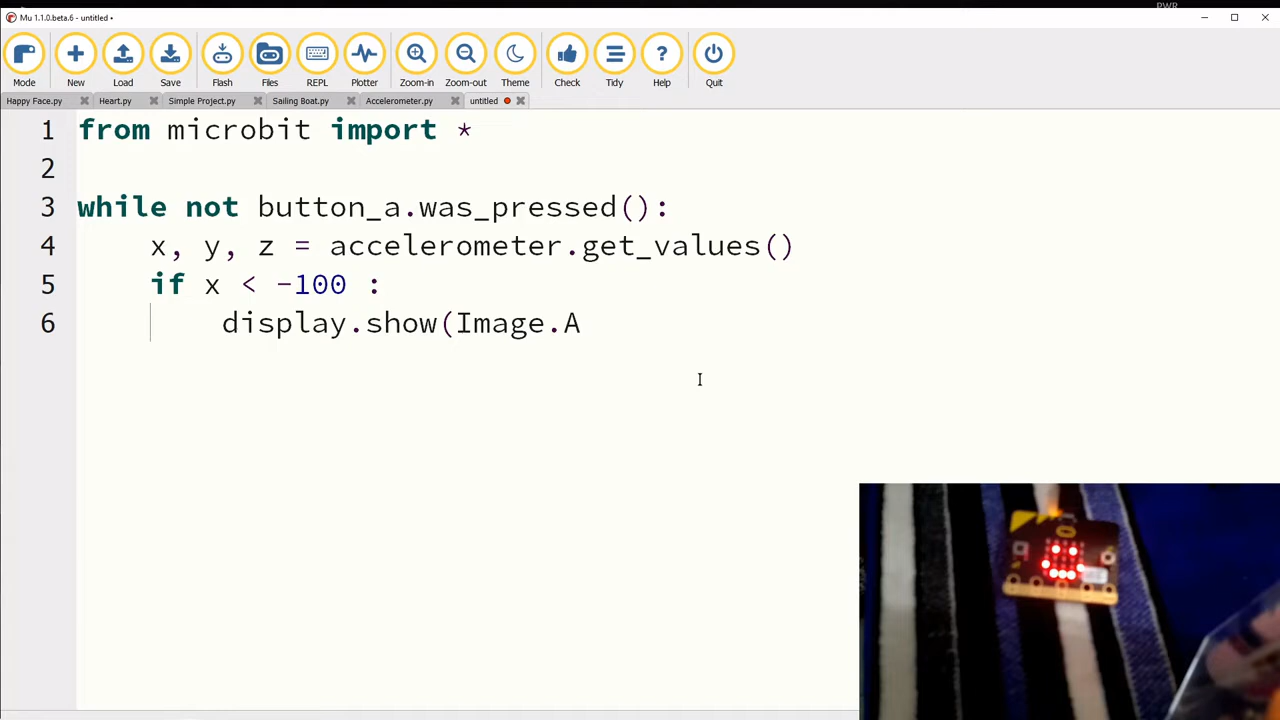 PWR
Mu 1.1.0.beta.6 - untitled •
Mode New Load Save Flash Files REPL Plotter Zoom-in Zoom-out Theme Check Tidy Help Quit
Happy Face.py Heart.py Simple Project.py Sailing Boat.py Accelerometer.py untitled
1 from microbit import *
2
3 while not button_a.was_pressed():
4 x, y, z = accelerometer.get_values()
5 if x < -100 :
6 display.show(Image.A